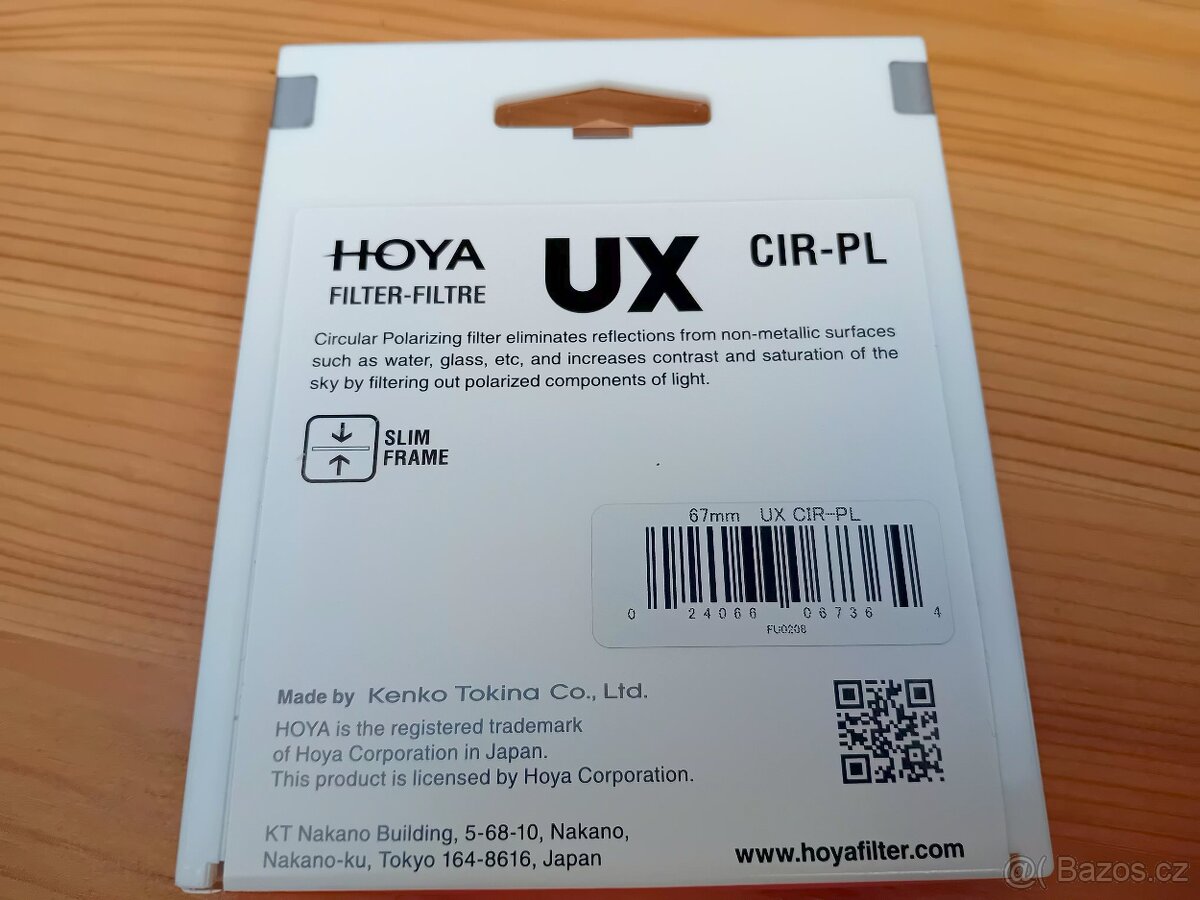 HOYA UX CIR-PL
FILTER-FILTRE
Circular Polarizing filter eliminates reflections from non-metallic surfaces
such as water, glass, etc, and increases contrast and saturation of the
sky by filtering out polarized components of light.
SLIM
FRAME
67mm UX CIR-PL
0 24066 06736 4
FU0208
Made by Kenko Tokina Co., Ltd.
HOYA is the registered trademark
of Hoya Corporation in Japan.
This product is licensed by Hoya Corporation.
KT Nakano Building, 5-68-10, Nakano,
Nakano-ku, Tokyo 164-8616, Japan
www.hoyafilter.com
Bazos.cz